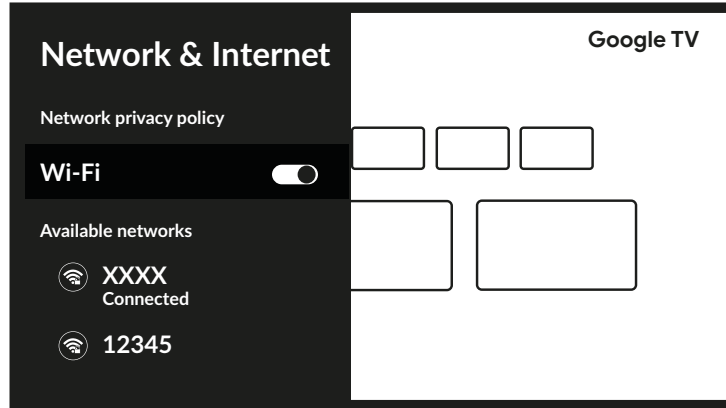 Network & Internet
Google TV
Network privacy policy
Wi-Fi
Available networks
XXXX
Connected
12345